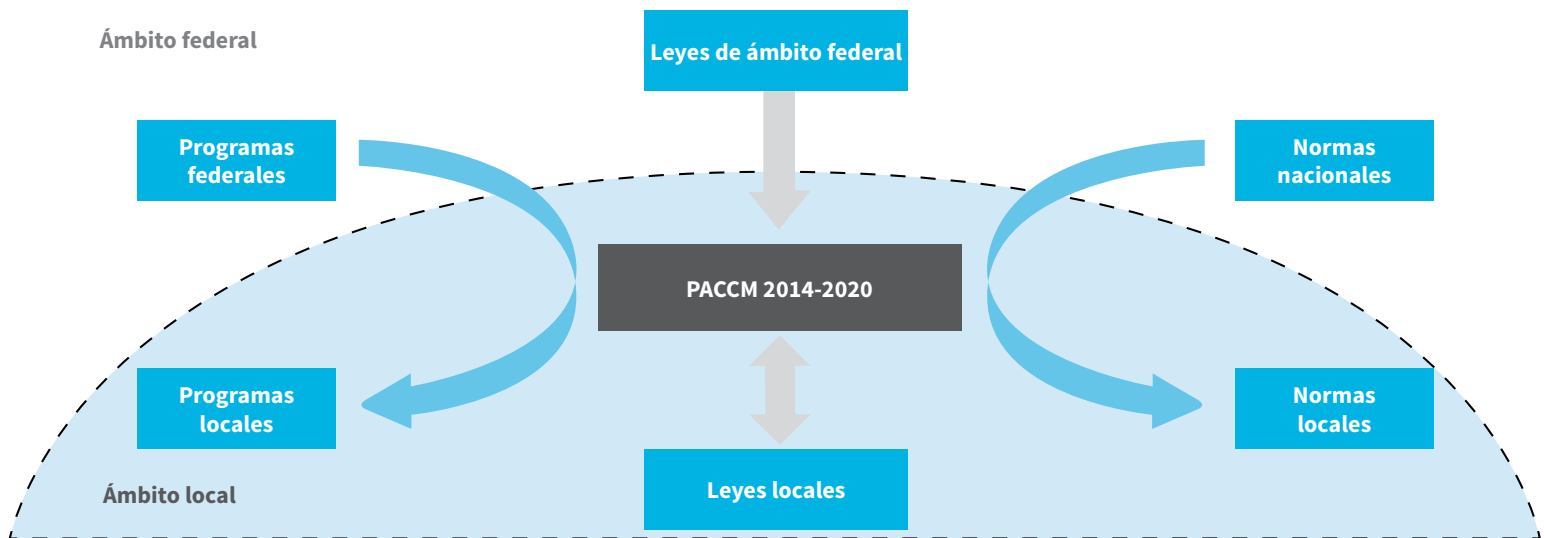 Ámbito federal
Leyes de ámbito federal
Programas
federales
Normas
nacionales
PACCM 2014-2020
Programas
locales
Normas
locales
Leyes locales
Ámbito local